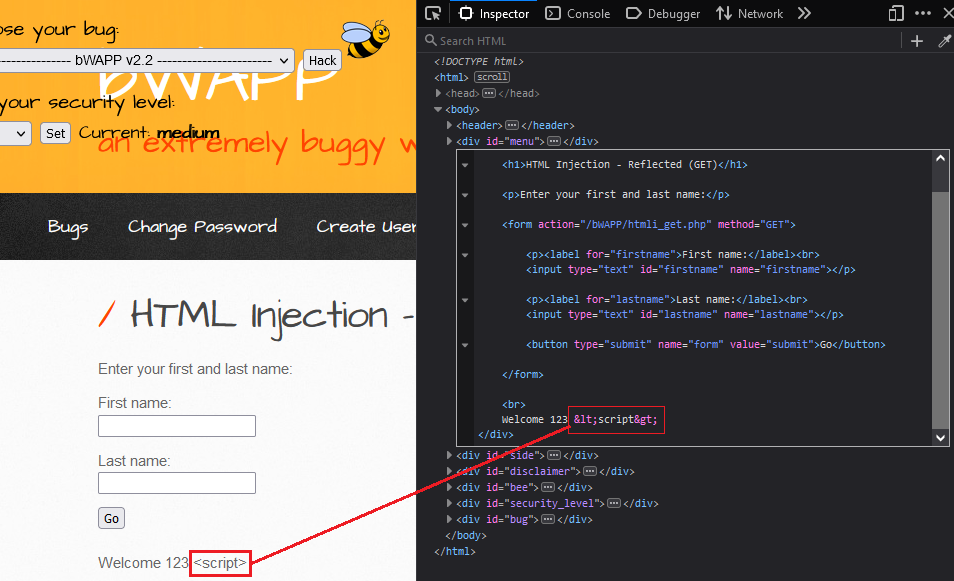 ose your bug:
-------------- bWAPP v2.2 -----------------------
Hack
bWAPP
your security level:
Set
Current: medium
an extremely buggy w
Bugs
Change Password
Create User
/ HTML Injection -
Enter your first and last name:
First name:
Last name:
Go
Welcome 123 <script>
Inspector
Console
Debugger
Network
Search HTML
<!DOCTYPE html>
<html> scroll
<head> ••• </head>
<body>
<header> ••• </header>
<div id="menu"> ••• </div>
<h1>HTML Injection - Reflected (GET)</h1>
<p>Enter your first and last name:</p>
<form action="/bWAPP/htmli_get.php" method="GET">
<p><label for="firstname">First name:</label><br>
<input type="text" id="firstname" name="firstname"></p>
<p><label for="lastname">Last name:</label><br>
<input type="text" id="lastname" name="lastname"></p>
<button type="submit" name="form" value="submit">Go</button>
</form>
<br>
Welcome 123 &lt;script&gt;
</div>
<div id="side"> ••• </div>
<div id="disclaimer"> ••• </div>
<div id="bee"> ••• </div>
<div id="security_level"> ••• </div>
<div id="bug"> ••• </div>
</body>
</html>